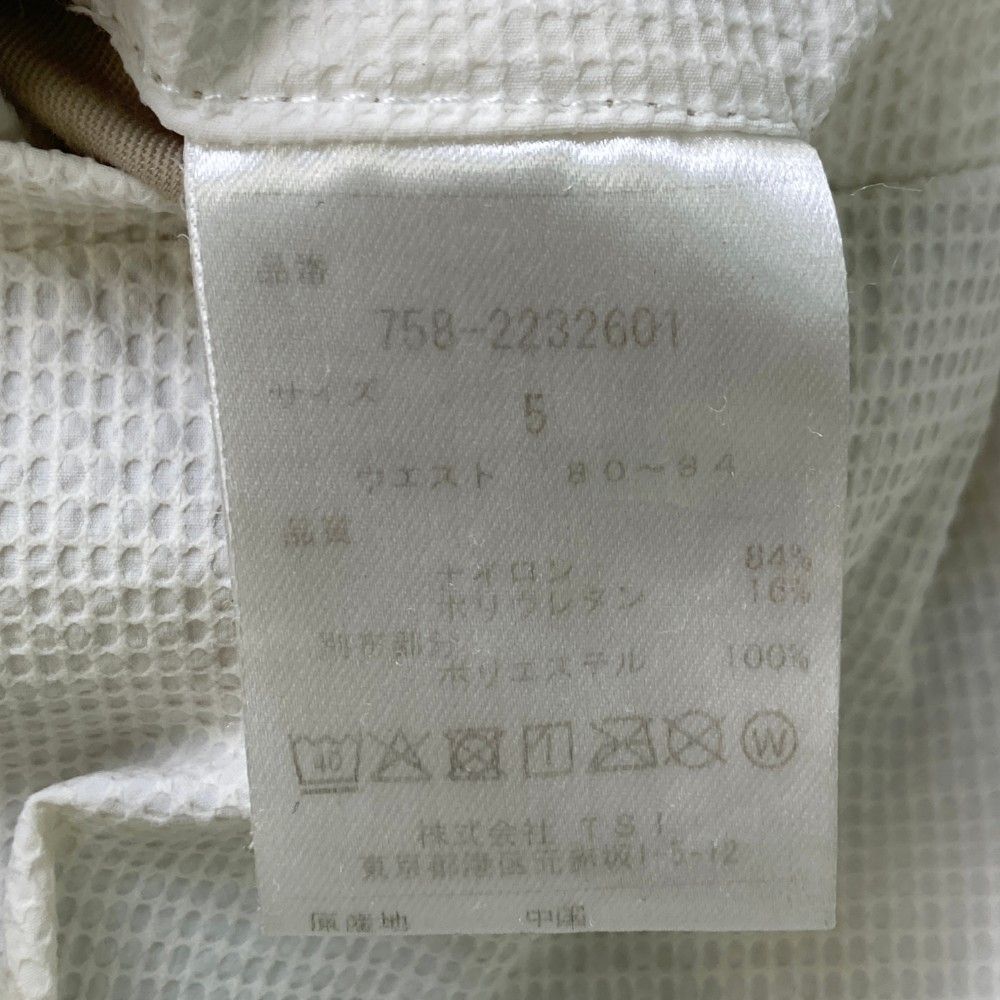 品番
758-2232601
サイズ
5
ウエスト 80～84
品質
ナイロン 84%
ポリウレタン 16%
別形部分
ポリエステル 100%
40
W
株式会社 TSI
東京都港区元赤坂1-5-12
原産地 中国